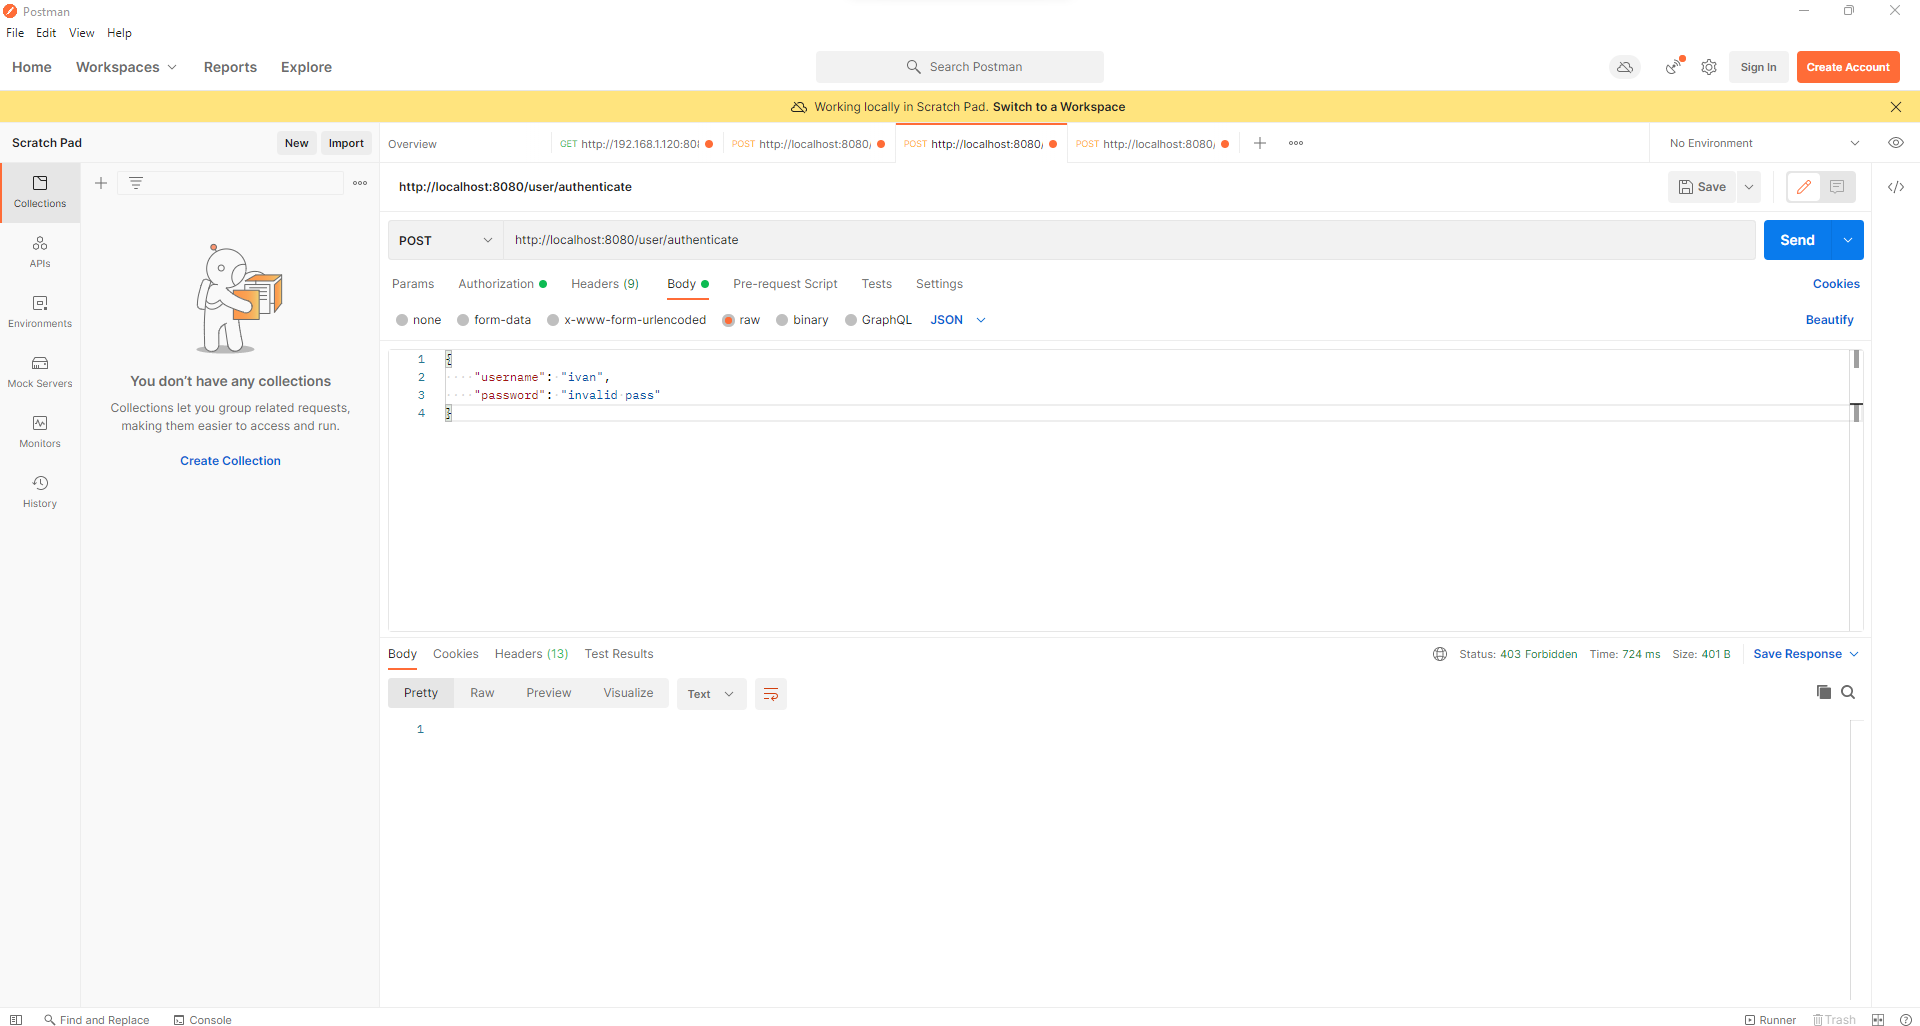 Postman
File Edit View Help
Home Workspaces Reports Explore
Search Postman
Sign In
Create Account
Working locally in Scratch Pad. Switch to a Workspace
Scratch Pad
New
Import
Overview
GET http://192.168.1.120:80
POST http://localhost:8080/
POST http://localhost:8080/
POST http://localhost:8080/
No Environment
Collections
APIs
Environments
Mock Servers
Monitors
History
You don't have any collections
Collections let you group related requests,
making them easier to access and run.
Create Collection
http://localhost:8080/user/authenticate
Save
POST http://localhost:8080/user/authenticate
Send
Params Authorization Headers (9) Body Pre-request Script Tests Settings
Cookies
none form-data x-www-form-urlencoded raw binary GraphQL JSON
Beautify
1 {
2 "username": "ivan",
3 "password": "invalid pass"
4 }
Body Cookies Headers (13) Test Results
Status: 403 Forbidden Time: 724 ms Size: 401 B Save Response
Pretty Raw Preview Visualize Text
1
Find and Replace Console
Runner Trash